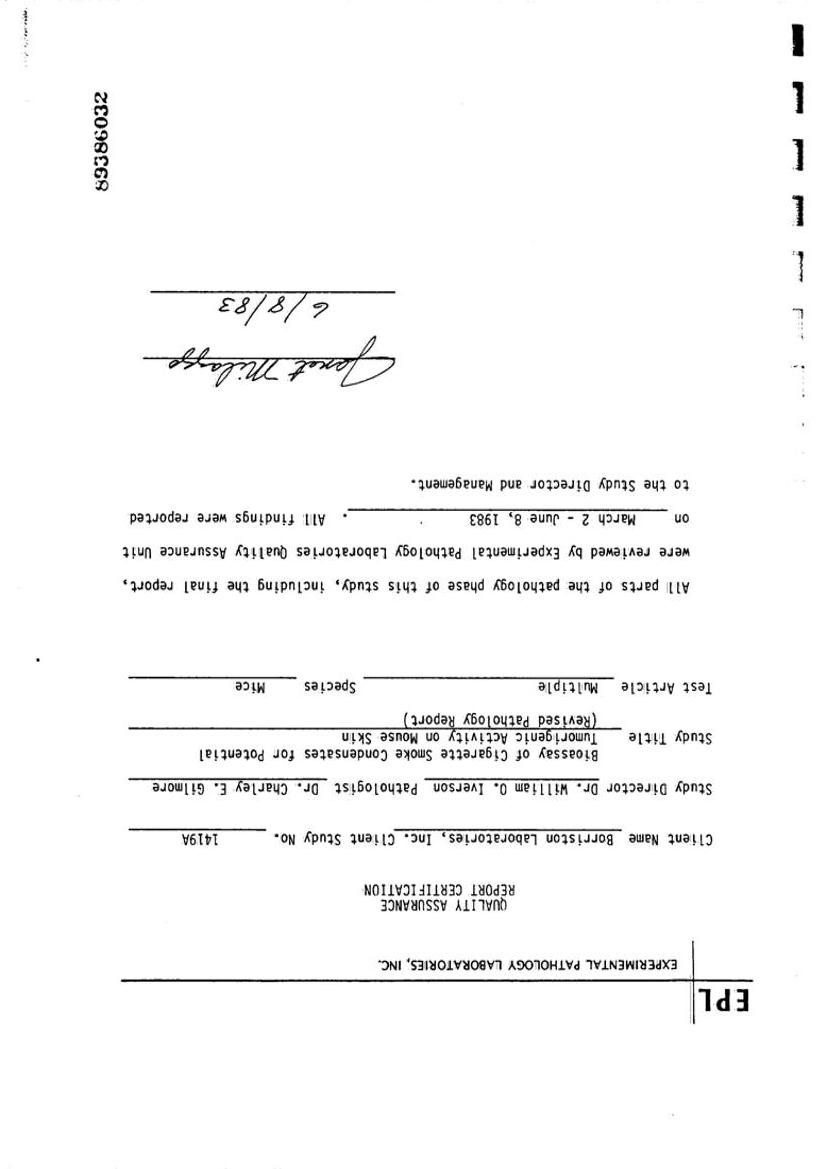 EPL
EXPERIMENTAL PATHOLOGY LABORATORIES, INC.
QUALITY ASSURANCE
REPORT CERTIFICATION
Client Name Borriston Laboratories, Inc. Client Study No. 1419A
Study Director Dr. William O. Iverson Pathologist Dr. Charley E. Gilmore
Bioassay of Cigarette Smoke Condensates for Potential
Study Title Tumorigenic Activity on Mouse Skin
(Revised Pathology Report)
Test Article Multiple Species Mice
All parts of the pathology phase of this study, including the final report,
were reviewed by Experimental Pathology Laboratories Quality Assurance Unit
on March 2 - June 8, 1983 . All findings were reported
to the Study Director and Management.
Janet Milazzo
6/8/83
89386032